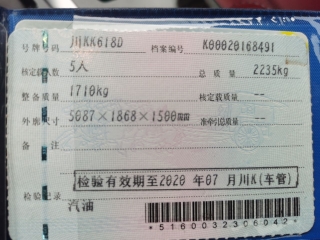 号牌号码 川KK618D 档案编号 K00020168491
核定载人数 5人 总质量 2235kg
整备质量 1710kg 核定载质量 --
外廓尺寸 5087×1868×1500mm 准牵引总质量 --
备注
检验有效期至2020 年07 月川K(车管)
检验记录
汽油
*5160032306042*